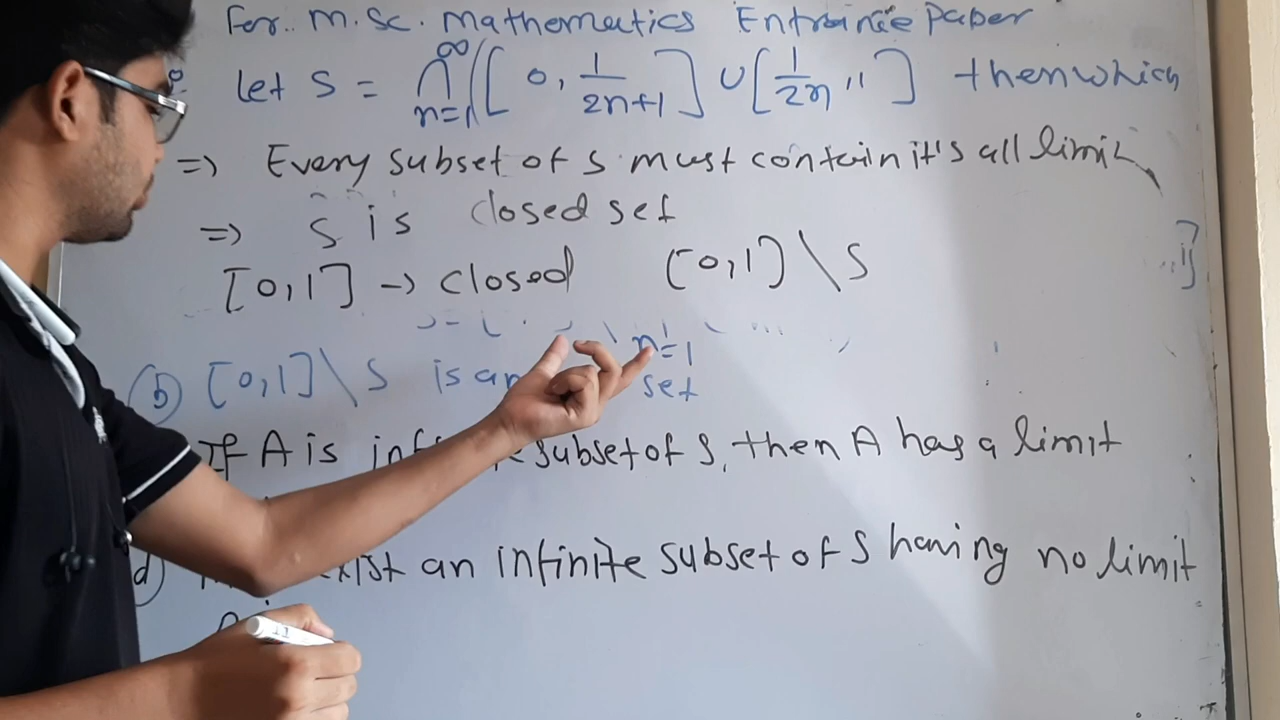 For.. M.Sc. Mathematics Entrance Paper
Let S = ∞⋂n=1 ([0, 1/2n+1] ∪ [1/2n, 1]) then which
=> Every subset of S must contain it's all limit
=> S is closed set
[0,1] → closed [0,1] \ S
n=1
(b) [0,1] \ S is an set
If A is infinite subset of S, then A has a limit
(d) exist an infinite subset of S having no limit